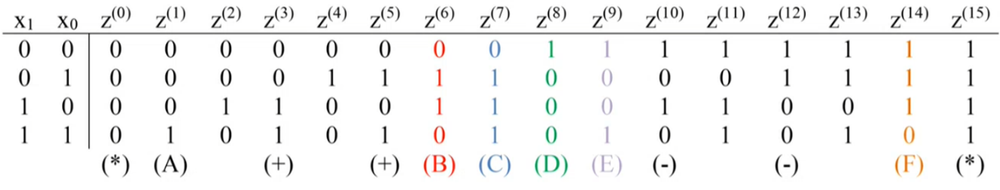 x₁ x₀ z⁽⁰⁾ z⁽¹⁾ z⁽²⁾ z⁽³⁾ z⁽⁴⁾ z⁽⁵⁾ z⁽⁶⁾ z⁽⁷⁾ z⁽⁸⁾ z⁽⁹⁾ z⁽¹⁰⁾ z⁽¹¹⁾ z⁽¹²⁾ z⁽¹³⁾ z⁽¹⁴⁾ z⁽¹⁵⁾
0 0 0 0 0 0 0 0 0 0 1 1 1 1 1 1 1 1
0 1 0 0 0 0 1 1 1 1 0 0 0 0 1 1 1 1
1 0 0 0 1 1 0 0 1 1 0 0 1 1 0 0 1 1
1 1 0 1 0 1 0 1 0 1 0 1 0 1 0 1 0 1
(*) (A) (+) (+) (B) (C) (D) (E) (-) (-) (F) (*)